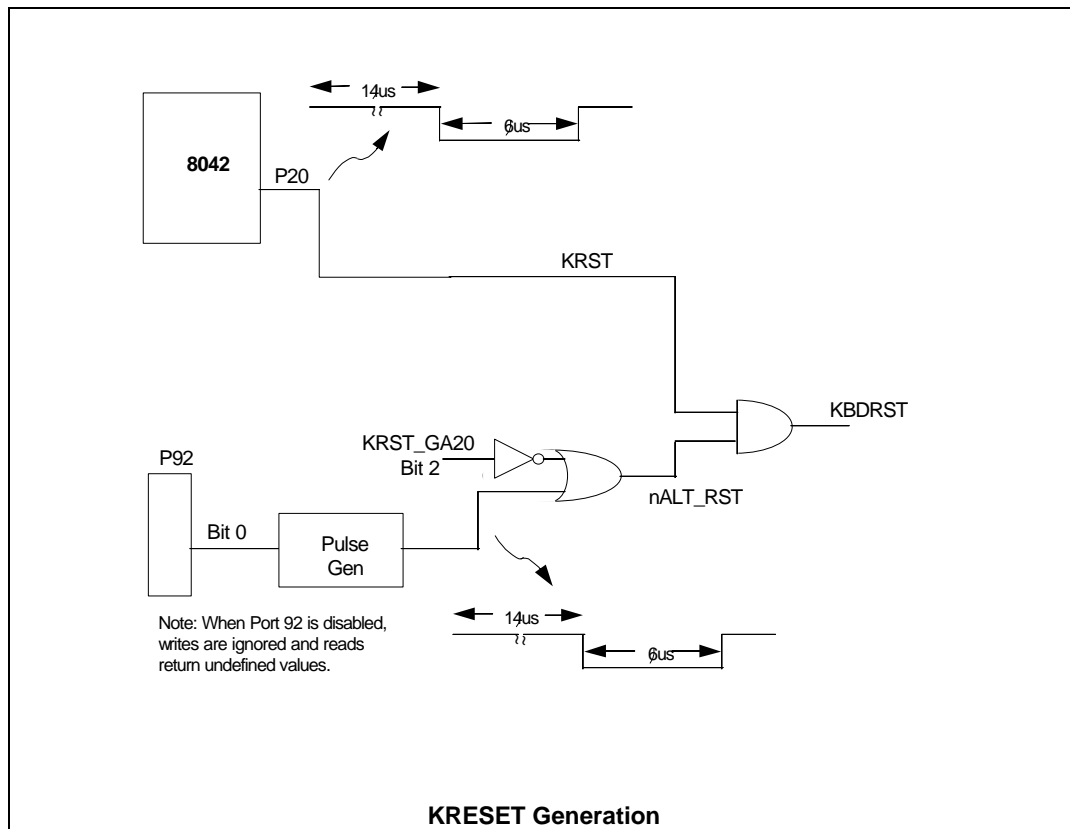 14us
6us
8042
P20
KRST
KBDRST
KRST_GA20
Bit 2
P92
nALT_RST
Bit 0
Pulse
Gen
14us
6us
Note: When Port 92 is disabled,
writes are ignored and reads
return undefined values.
KRESET Generation